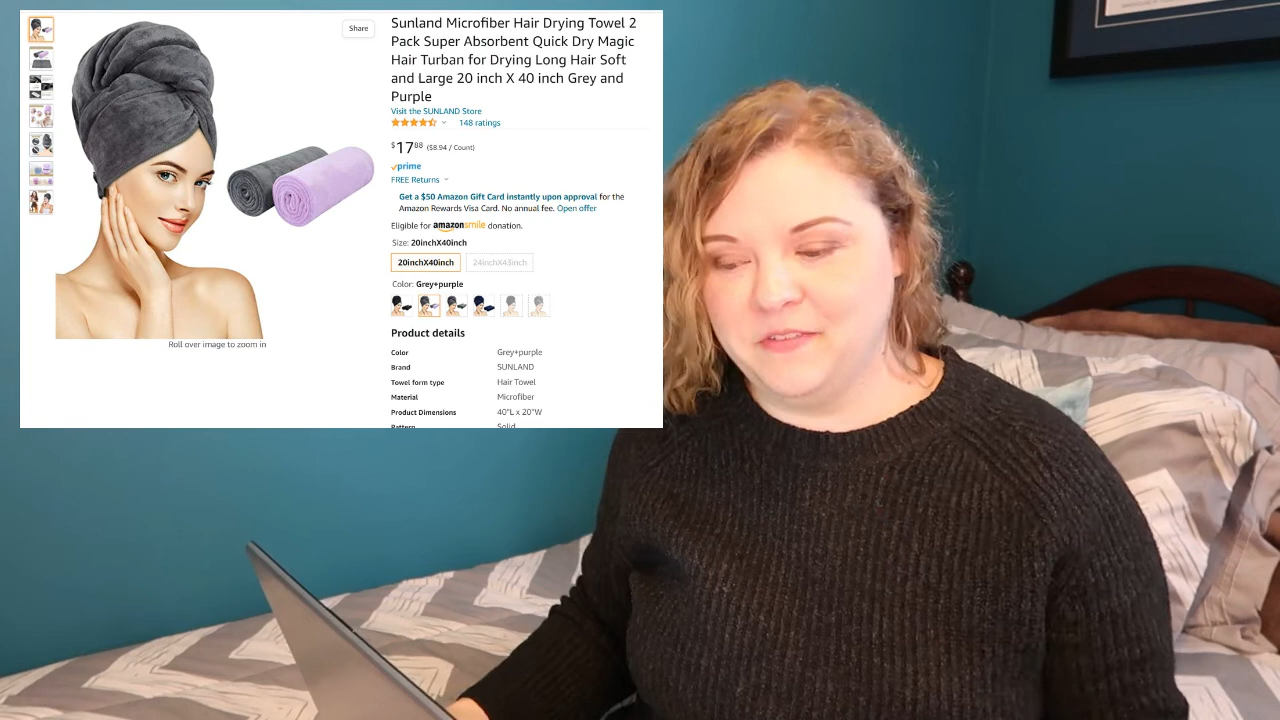 Share
Sunland Microfiber Hair Drying Towel 2
Pack Super Absorbent Quick Dry Magic
Hair Turban for Drying Long Hair Soft
and Large 20 inch X 40 inch Grey and
Purple
Visit the SUNLAND Store
148 ratings
$1788 ($8.94 / Count)
prime
FREE Returns
Get a $50 Amazon Gift Card instantly upon approval for the
Amazon Rewards Visa Card. No annual fee. Open offer
Eligible for amazonsmile donation.
Size: 20inchX40inch
20inchX40inch 24inchX43inch
Color: Grey+purple
Product details
Color Grey+purple
Brand SUNLAND
Towel form type Hair Towel
Material Microfiber
Product Dimensions 40"L x 20"W
Pattern Solid
Roll over image to zoom in